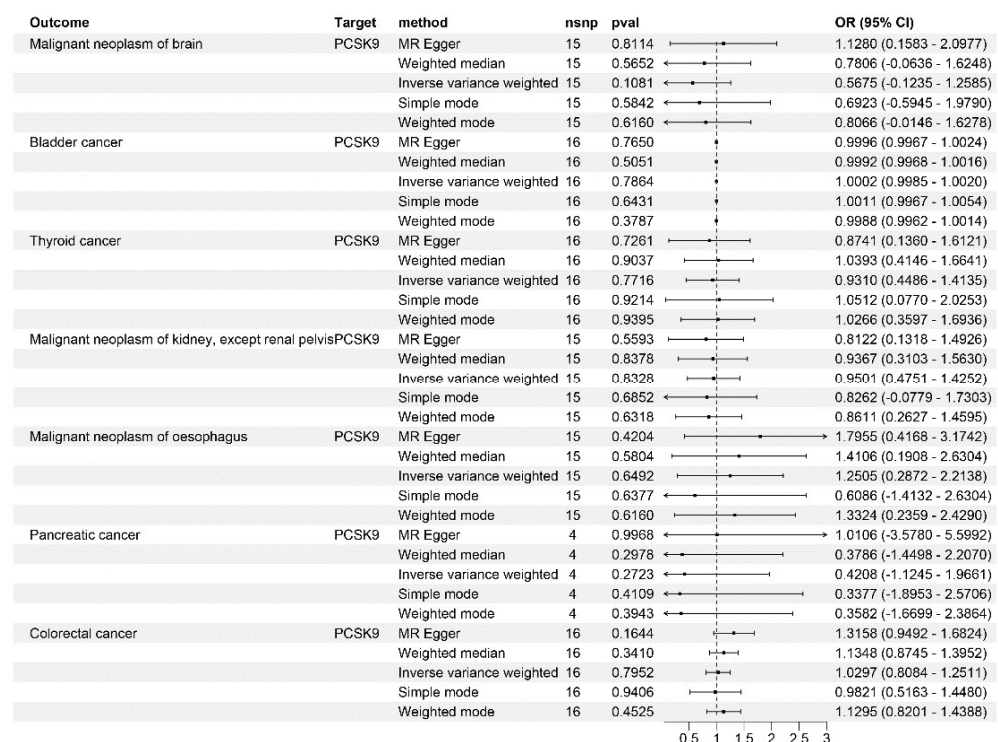 Outcome Target method nsnp pval OR (95% CI)
Malignant neoplasm of brain PCSK9 MR Egger 15 0.8114 1.1280 (0.1583 - 2.0977)
Weighted median 15 0.5652 0.7806 (-0.0636 - 1.6248)
Inverse variance weighted 15 0.1081 0.5675 (-0.1235 - 1.2585)
Simple mode 15 0.5842 0.6923 (-0.5945 - 1.9790)
Weighted mode 15 0.6160 0.8066 (-0.0146 - 1.6278)
Bladder cancer PCSK9 MR Egger 16 0.7650 0.9996 (0.9967 - 1.0024)
Weighted median 16 0.5051 0.9992 (0.9968 - 1.0016)
Inverse variance weighted 16 0.7864 1.0002 (0.9985 - 1.0020)
Simple mode 16 0.6431 1.0011 (0.9967 - 1.0054)
Weighted mode 16 0.3787 0.9988 (0.9962 - 1.0014)
Thyroid cancer PCSK9 MR Egger 16 0.7261 0.8741 (0.1360 - 1.6121)
Weighted median 16 0.9037 1.0393 (0.4146 - 1.6641)
Inverse variance weighted 16 0.7716 0.9310 (0.4486 - 1.4135)
Simple mode 16 0.9214 1.0512 (0.0770 - 2.0253)
Weighted mode 16 0.9395 1.0266 (0.3597 - 1.6936)
Malignant neoplasm of kidney, except renal pelvisPCSK9 MR Egger 15 0.5593 0.8122 (0.1318 - 1.4926)
Weighted median 15 0.8378 0.9367 (0.3103 - 1.5630)
Inverse variance weighted 15 0.8328 0.9501 (0.4751 - 1.4252)
Simple mode 15 0.6852 0.8262 (-0.0779 - 1.7303)
Weighted mode 15 0.6318 0.8611 (0.2627 - 1.4595)
Malignant neoplasm of oesophagus PCSK9 MR Egger 15 0.4204 1.7955 (0.4168 - 3.1742)
Weighted median 15 0.5804 1.4106 (0.1908 - 2.6304)
Inverse variance weighted 15 0.6492 1.2505 (0.2872 - 2.2138)
Simple mode 15 0.6377 0.6086 (-1.4132 - 2.6304)
Weighted mode 15 0.6160 1.3324 (0.2359 - 2.4290)
Pancreatic cancer PCSK9 MR Egger 4 0.9968 1.0106 (-3.5780 - 5.5992)
Weighted median 4 0.2978 0.3786 (-1.4498 - 2.2070)
Inverse variance weighted 4 0.2723 0.4208 (-1.1245 - 1.9661)
Simple mode 4 0.4109 0.3377 (-1.8953 - 2.5706)
Weighted mode 4 0.3943 0.3582 (-1.6699 - 2.3864)
Colorectal cancer PCSK9 MR Egger 16 0.1644 1.3158 (0.9492 - 1.6824)
Weighted median 16 0.3410 1.1348 (0.8745 - 1.3952)
Inverse variance weighted 16 0.7952 1.0297 (0.8084 - 1.2511)
Simple mode 16 0.9406 0.9821 (0.5163 - 1.4480)
Weighted mode 16 0.4525 1.1295 (0.8201 - 1.4388)
0.5 1 1.5 2 2.5 3